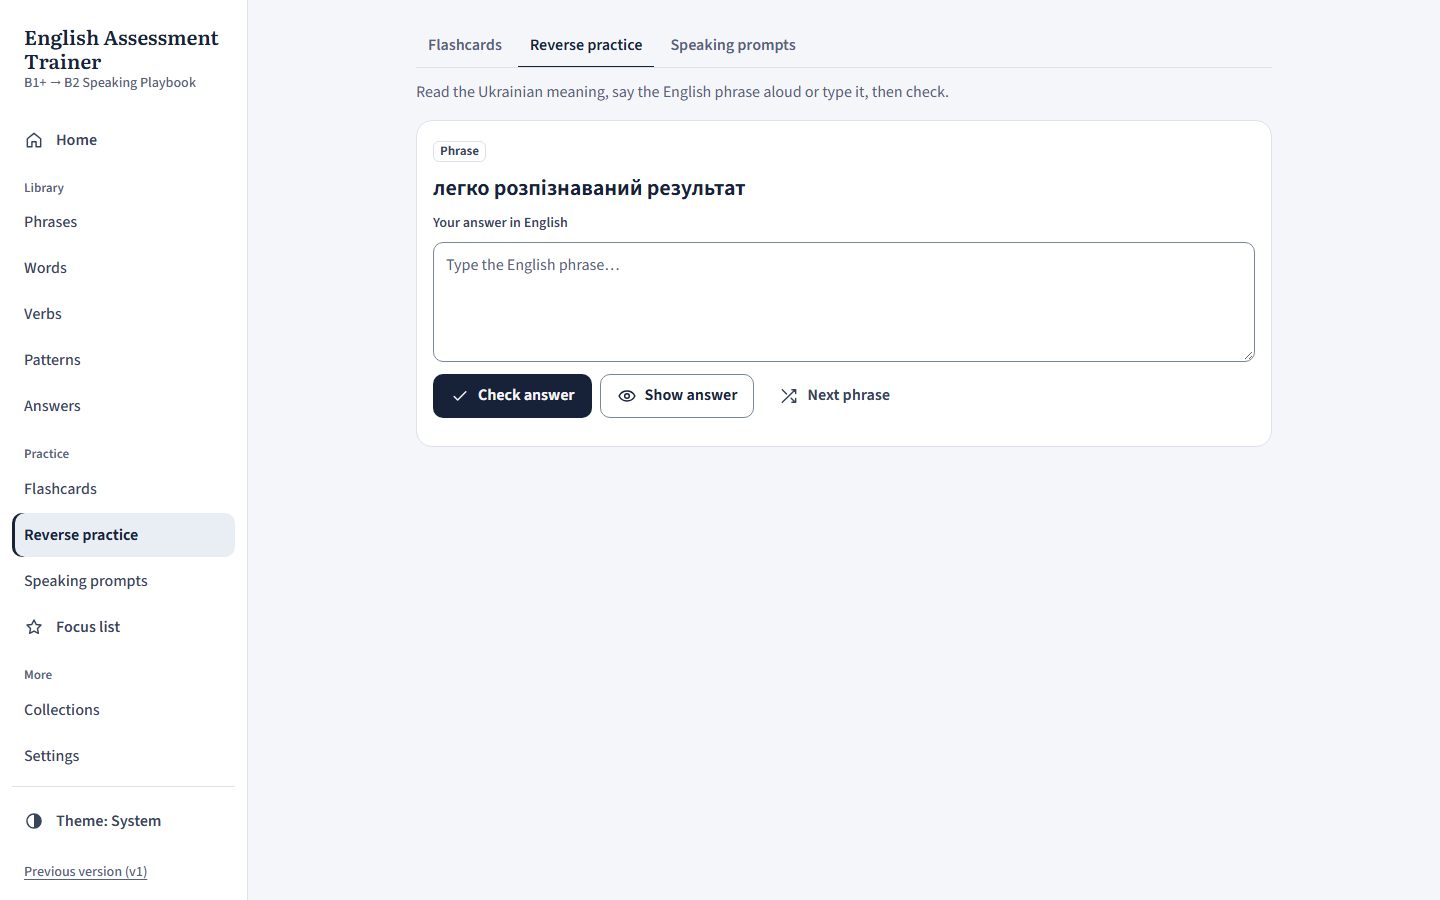 English Assessment
Trainer
B1+ → B2 Speaking Playbook
Home
Library
Phrases
Words
Verbs
Patterns
Answers
Practice
Flashcards
Reverse practice
Speaking prompts
Focus list
More
Collections
Settings
Theme: System
Previous version (v1)
Flashcards Reverse practice Speaking prompts
Read the Ukrainian meaning, say the English phrase aloud or type it, then check.
Phrase
легко розпізнаваний результат
Your answer in English
Type the English phrase…
Check answer Show answer Next phrase